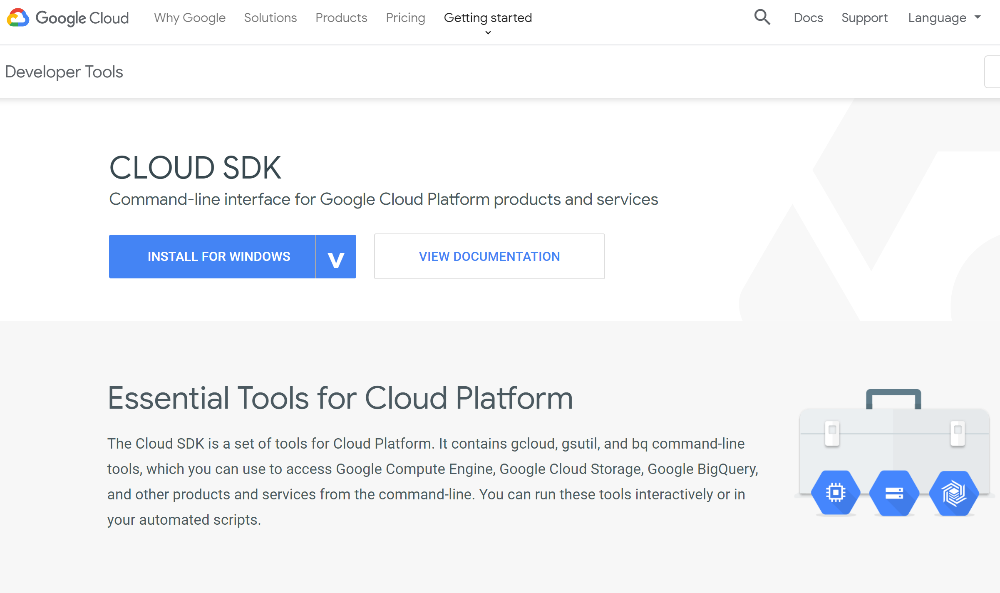 Google Cloud Why Google Solutions Products Pricing Getting started Docs Support Language
Developer Tools
CLOUD SDK
Command-line interface for Google Cloud Platform products and services
INSTALL FOR WINDOWS V VIEW DOCUMENTATION
Essential Tools for Cloud Platform
The Cloud SDK is a set of tools for Cloud Platform. It contains gcloud, gsutil, and bq command-line
tools, which you can use to access Google Compute Engine, Google Cloud Storage, Google BigQuery,
and other products and services from the command-line. You can run these tools interactively or in
your automated scripts.